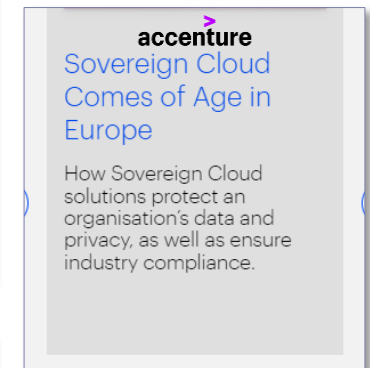 accenture
Sovereign Cloud
Comes of Age in
Europe
How Sovereign Cloud
solutions protect an
organisation's data and
privacy, as well as ensure
industry compliance.